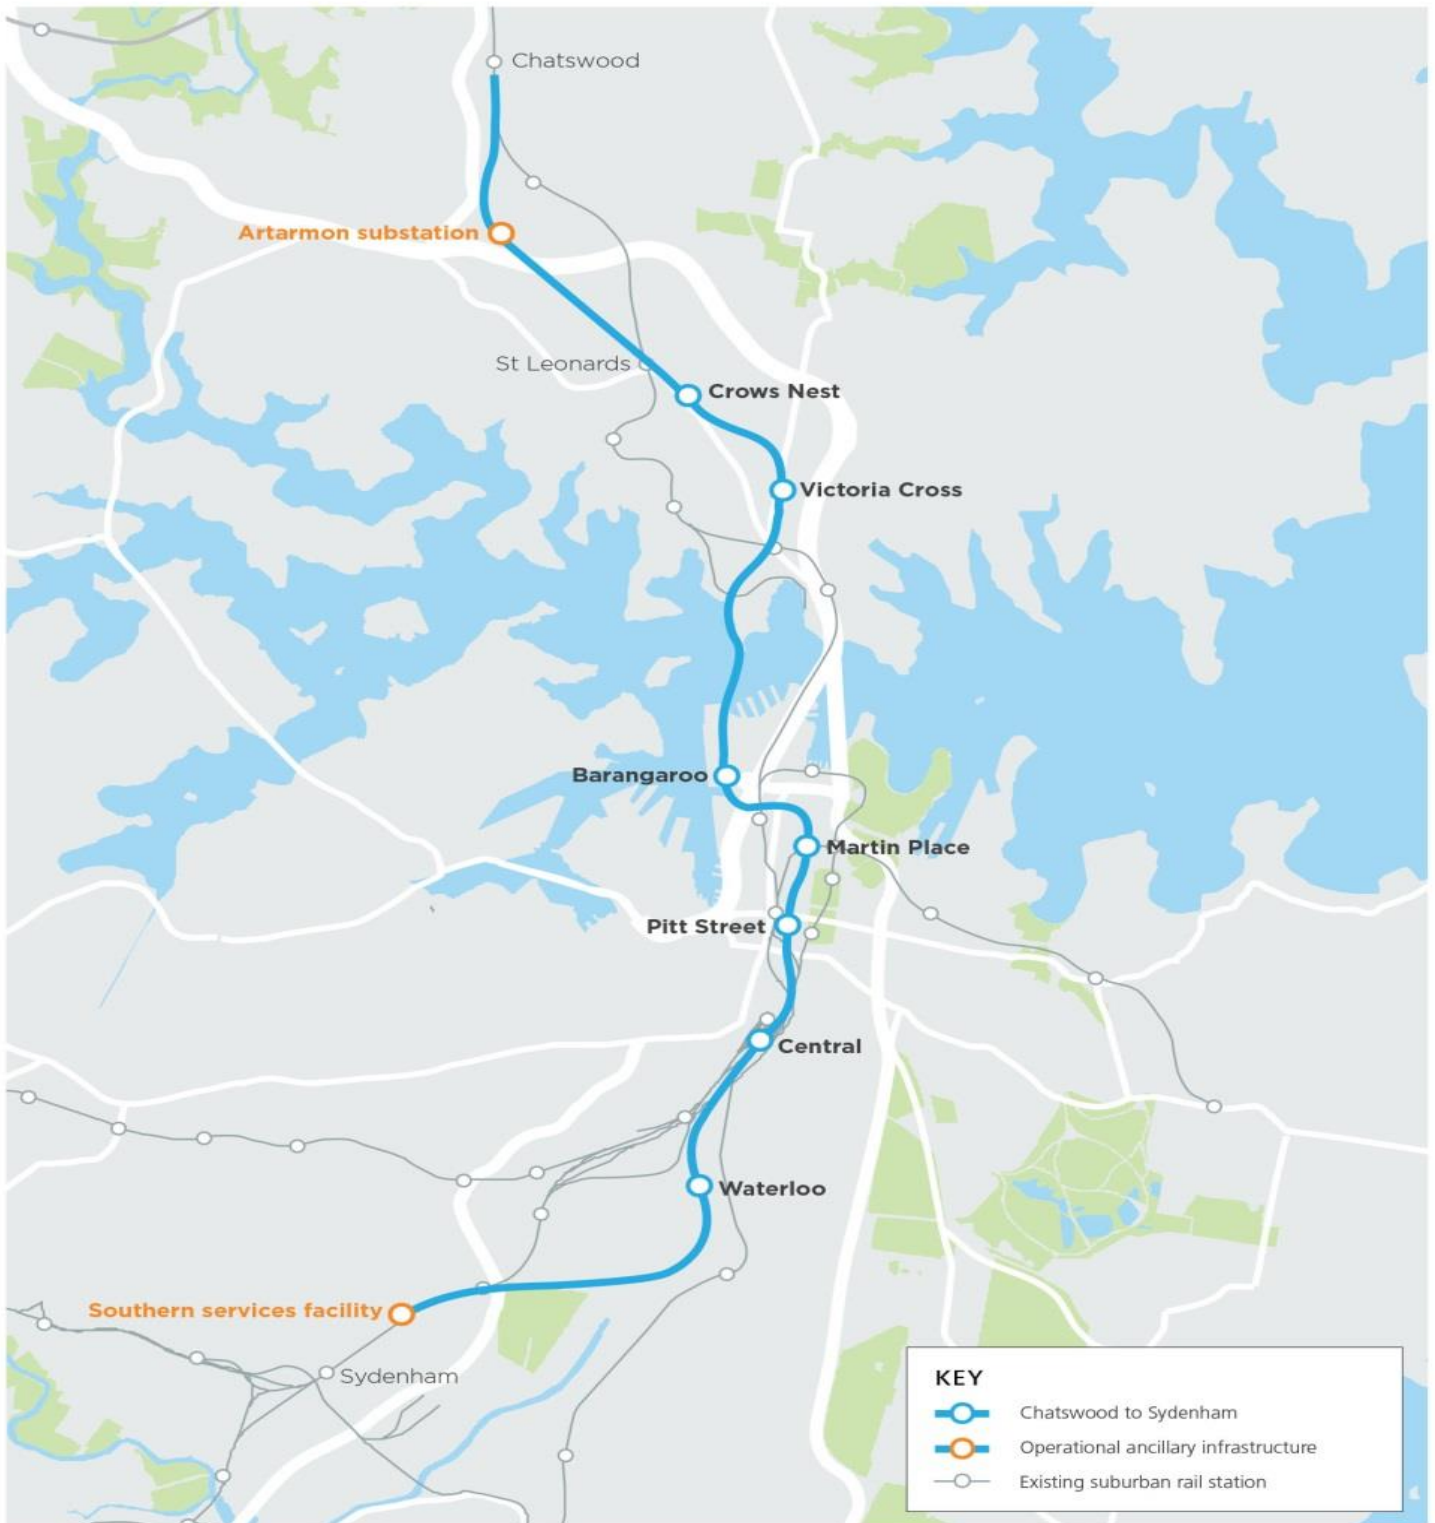 Chatswood
Artarmon substation
St Leonards
Crows Nest
Victoria Cross
Barangaroo
Martin Place
Pitt Street
Central
Waterloo
Southern services facility
Sydenham
KEY
Chatswood to Sydenham
Operational ancillary infrastructure
Existing suburban rail station